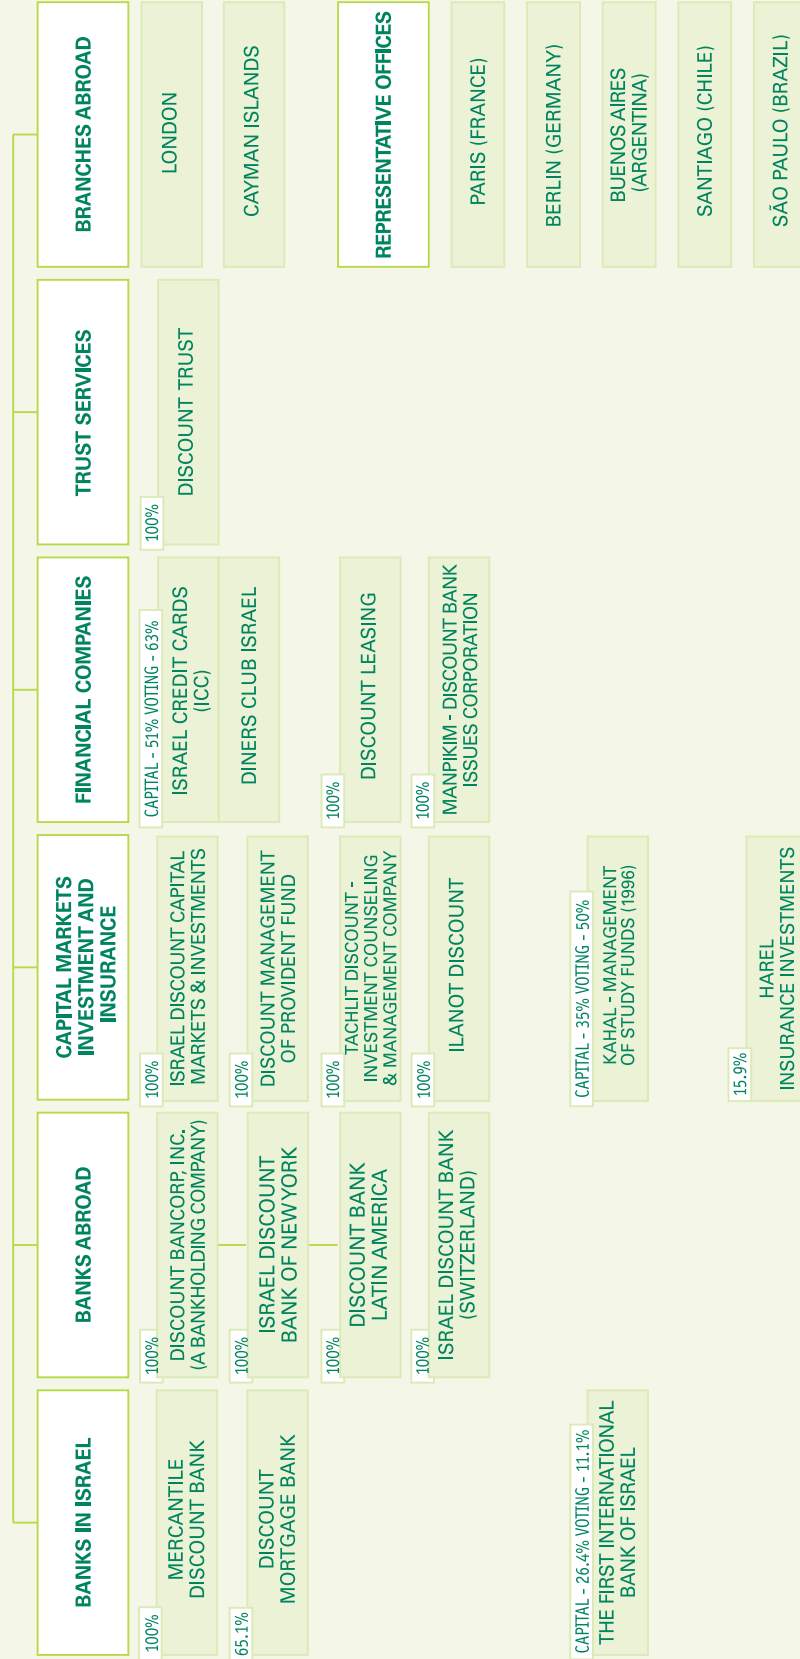 BANKS IN ISRAEL
100%
MERCANTILE
DISCOUNT BANK
65.1%
DISCOUNT
MORTGAGE BANK
CAPITAL - 26.4% VOTING - 11.1%
THE FIRST INTERNATIONAL
BANK OF ISRAEL
BANKS ABROAD
100%
DISCOUNT BANCORP, INC.
(A BANKHOLDING COMPANY)
100%
ISRAEL DISCOUNT
BANK OF NEW YORK
100%
DISCOUNT BANK
LATIN AMERICA
100%
ISRAEL DISCOUNT BANK
(SWITZERLAND)
CAPITAL MARKETS
INVESTMENT AND
INSURANCE
100%
ISRAEL DISCOUNT CAPITAL
MARKETS & INVESTMENTS
100%
DISCOUNT MANAGEMENT
OF PROVIDENT FUND
100%
TACHLIT DISCOUNT -
INVESTMENT COUNSELING
& MANAGEMENT COMPANY
100%
ILANOT DISCOUNT
CAPITAL - 35% VOTING - 50%
KAHAL - MANAGEMENT
OF STUDY FUNDS (1996)
15.9%
HAREL
INSURANCE INVESTMENTS
FINANCIAL COMPANIES
CAPITAL - 51% VOTING - 63%
ISRAEL CREDIT CARDS
(ICC)
DINERS CLUB ISRAEL
100%
DISCOUNT LEASING
100%
MANPIKIM - DISCOUNT BANK
ISSUES CORPORATION
TRUST SERVICES
100%
DISCOUNT TRUST
BRANCHES ABROAD
LONDON
CAYMAN ISLANDS
REPRESENTATIVE OFFICES
PARIS (FRANCE)
BERLIN (GERMANY)
BUENOS AIRES
(ARGENTINA)
SANTIAGO (CHILE)
SÃO PAULO (BRAZIL)